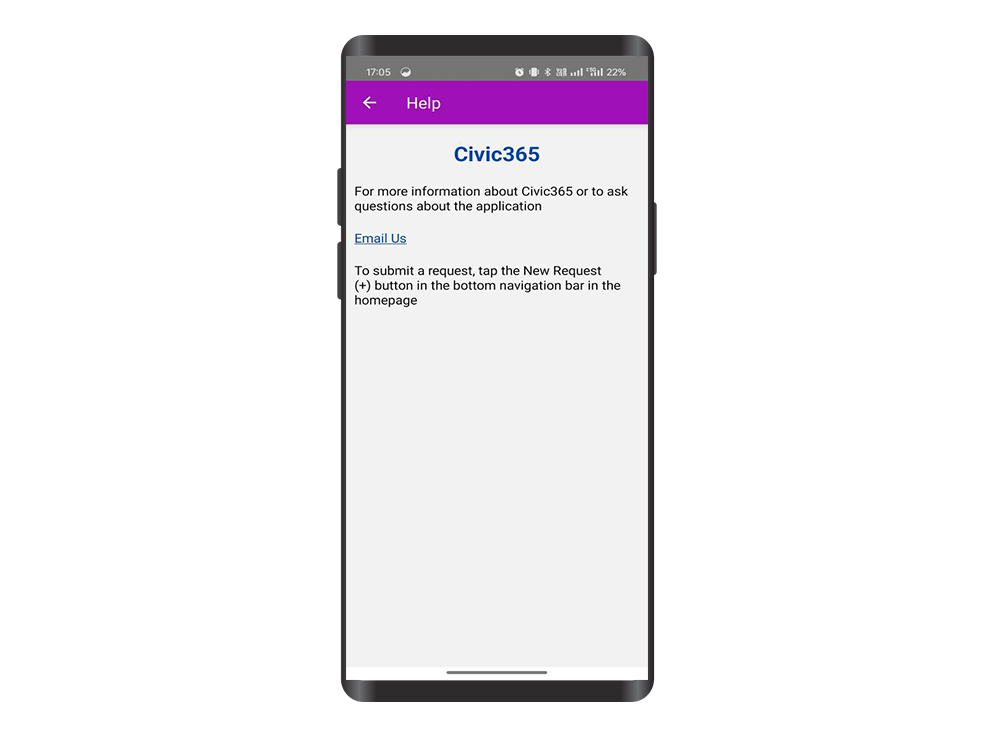 17:05 22%
Help
Civic365
For more information about Civic365 or to ask
questions about the application
Email Us
To submit a request, tap the New Request
(+) button in the bottom navigation bar in the
homepage